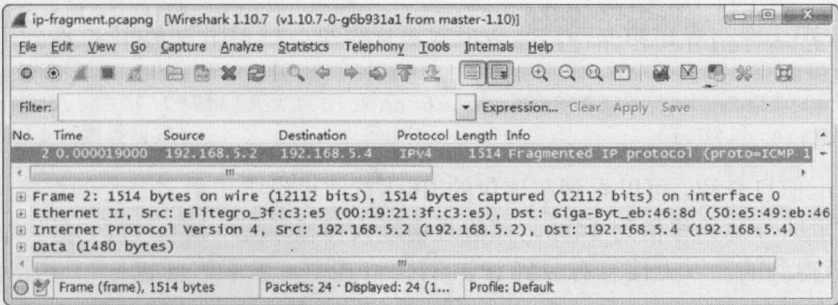 ip-fragment.pcapng [Wireshark 1.10.7 (v1.10.7-0-g6b931a1 from master-1.10)]
File Edit View Go Capture Analyze Statistics Telephony Tools Internals Help
Filter: Expression... Clear Apply Save
No. Time Source Destination Protocol Length Info
2 0.000019000 192.168.5.2 192.168.5.4 IPv4 1514 Fragmented IP protocol (proto=ICMP 1
Frame 2: 1514 bytes on wire (12112 bits), 1514 bytes captured (12112 bits) on interface 0
Ethernet II, Src: Elitegro_3f:c3:e5 (00:19:21:3f:c3:e5), Dst: Giga-Byt_eb:46:8d (50:e5:49:eb:46
Internet Protocol Version 4, Src: 192.168.5.2 (192.168.5.2), Dst: 192.168.5.4 (192.168.5.4)
Data (1480 bytes)
Frame (frame), 1514 bytes Packets: 24 · Displayed: 24 (1... Profile: Default